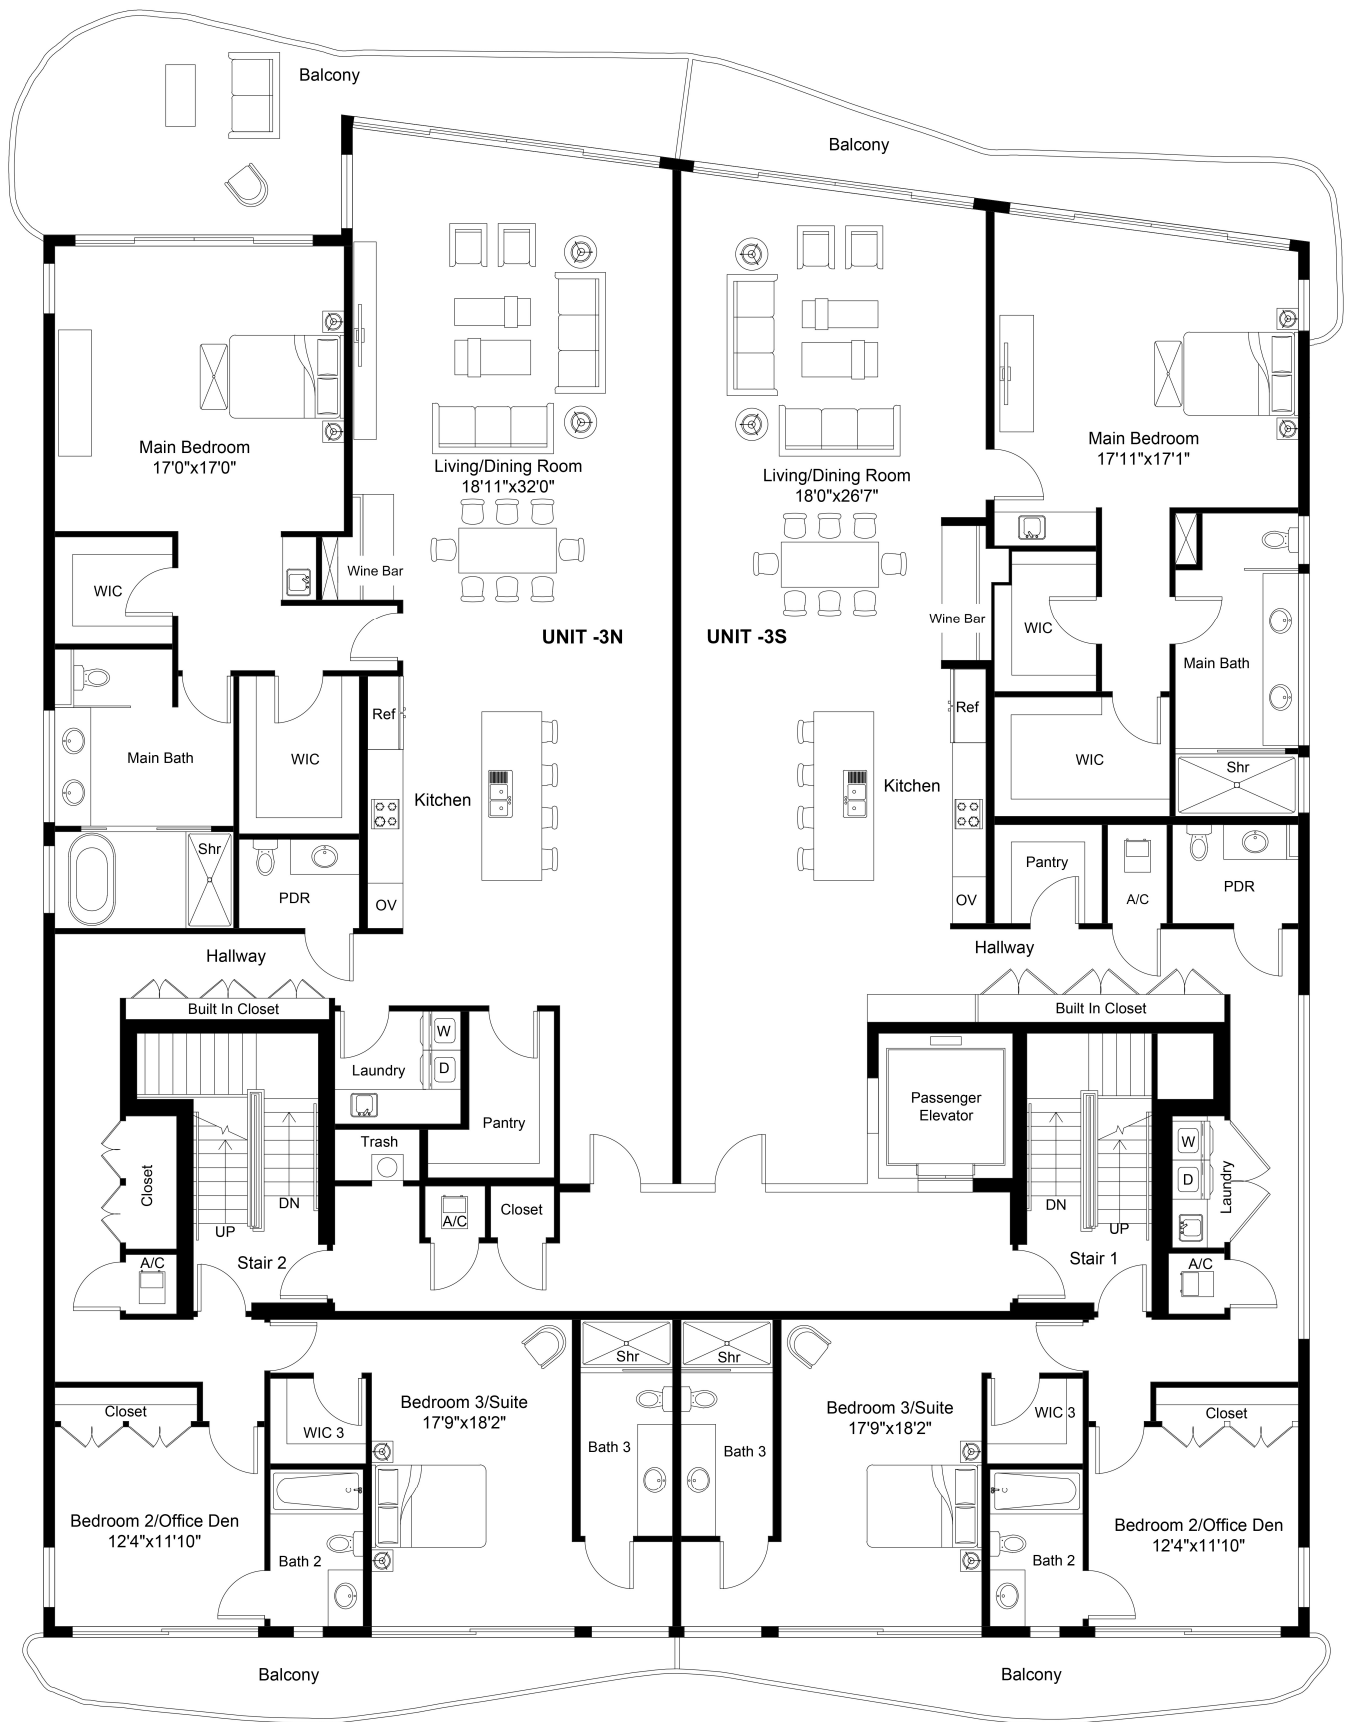 Balcony
Balcony
Main Bedroom
17'0"x17'0"
Living/Dining Room
18'11"x32'0"
Living/Dining Room
18'0"x26'7"
Main Bedroom
17'11"x17'1"
WIC
Wine Bar
UNIT -3N
UNIT -3S
Wine Bar
WIC
Main Bath
Ref
Ref
Main Bath
WIC
Kitchen
Kitchen
WIC
Shr
Shr
PDR
OV
OV
Pantry
A/C
PDR
Hallway
Hallway
Built In Closet
Built In Closet
W
D
Laundry
Pantry
Trash
Passenger
Elevator
W
D
Laundry
Closet
UP
DN
Stair 2
A/C
A/C
Closet
DN
UP
Stair 1
A/C
Shr
Shr
Closet
WIC 3
Bedroom 3/Suite
17'9"x18'2"
Bath 3
Bath 3
Bedroom 3/Suite
17'9"x18'2"
WIC 3
Closet
Bedroom 2/Office Den
12'4"x11'10"
Bath 2
Bath 2
Bedroom 2/Office Den
12'4"x11'10"
Balcony
Balcony